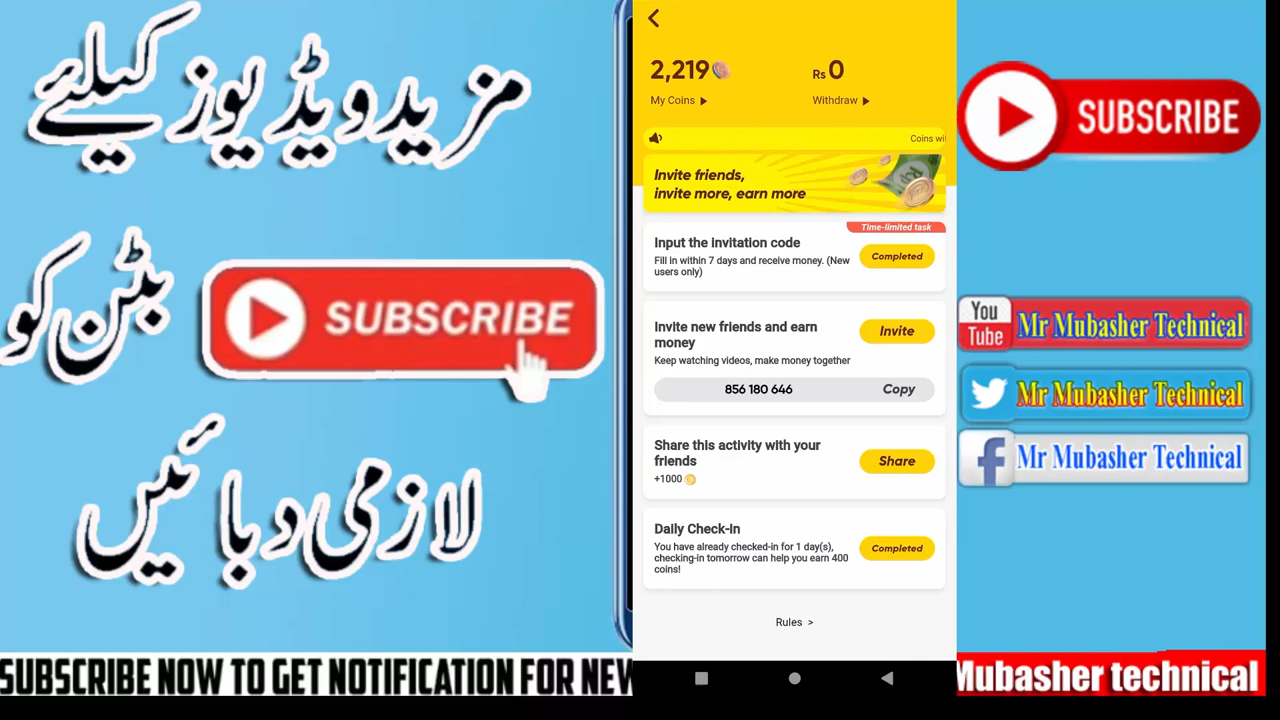 مزید ویڈیوز کیلئے
بٹن کو
SUBSCRIBE
لازمی دبائیں
SUBSCRIBE NOW TO GET NOTIFICATION FOR NEW
2,219
Rs 0
My Coins
Withdraw
Coins wi
Invite friends,
invite more, earn more
Time-limited task
Input the invitation code
Fill in within 7 days and receive money. (New
users only)
Completed
Invite new friends and earn
money
Keep watching videos, make money together
Invite
856 180 646
Copy
Share this activity with your
friends
+1000
Share
Daily Check-in
You have already checked-in for 1 day(s),
checking-in tomorrow can help you earn 400
coins!
Completed
Rules >
SUBSCRIBE
You
Tube
Mr Mubasher Technical
Mr Mubasher Technical
Mr Mubasher Technical
Mubasher technical